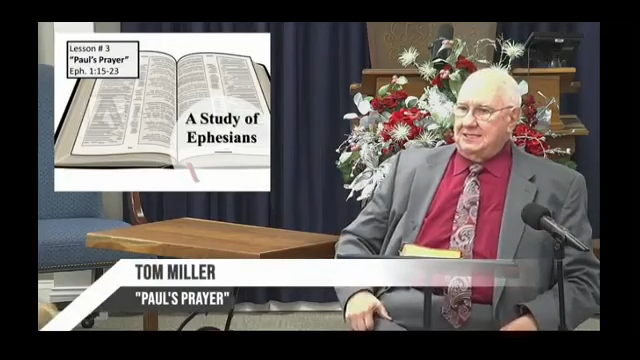 Lesson # 3
"Paul's Prayer"
Eph. 1:15-23
A Study of
Ephesians
TOM MILLER
"PAUL'S PRAYER"